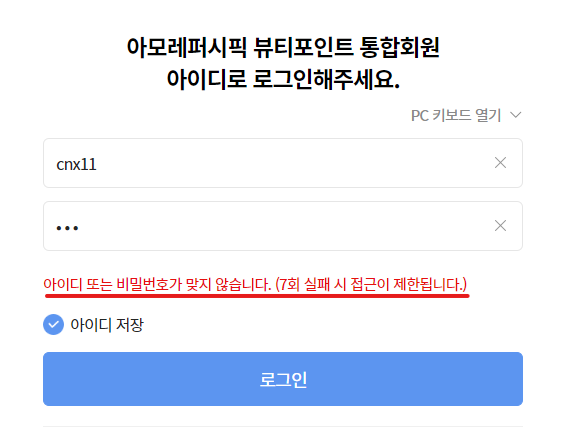 아모레퍼시픽 뷰티포인트 통합회원
아이디로 로그인해주세요.
PC 키보드 열기
cnx11
•••
아이디 또는 비밀번호가 맞지 않습니다. (7회 실패 시 접근이 제한됩니다.)
아이디 저장
로그인